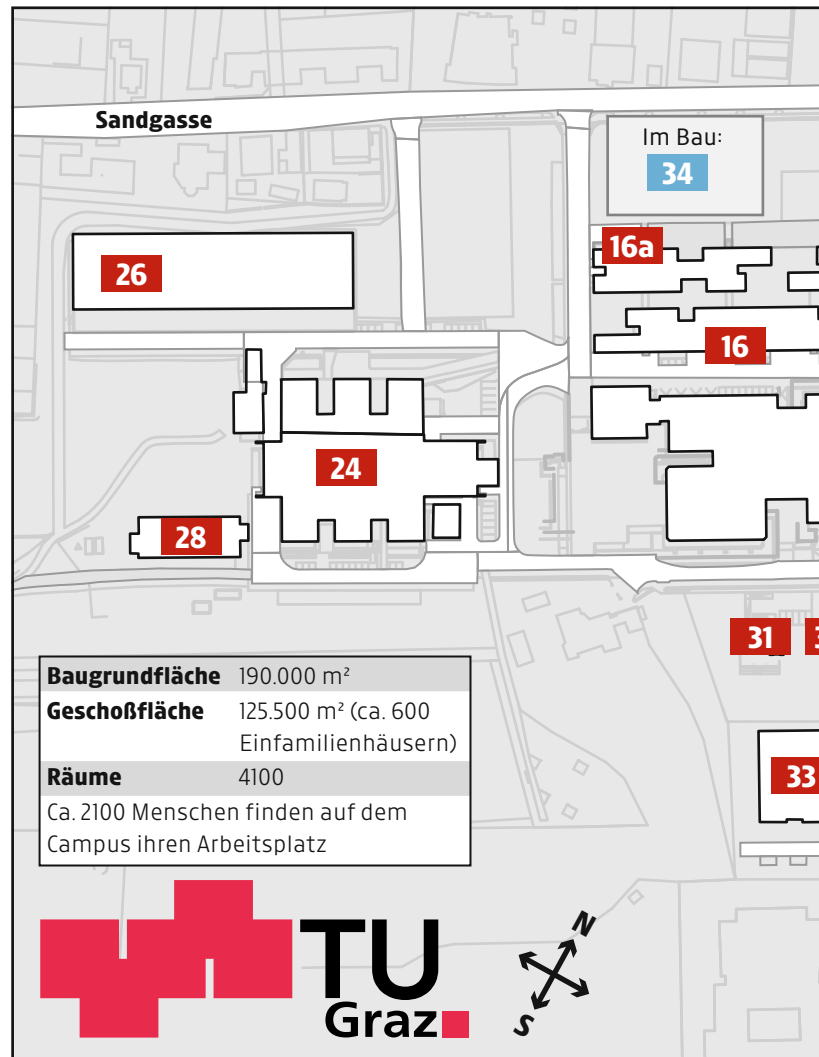 Sandgasse
Im Bau:
34
16a
26
16
24
28
31
33
Baugrundfläche 190.000 m²
Geschoßfläche 125.500 m² (ca. 600
Einfamilienhäusern)
Räume 4100
Ca. 2100 Menschen finden auf dem
Campus ihren Arbeitsplatz
N
TU
Graz
S